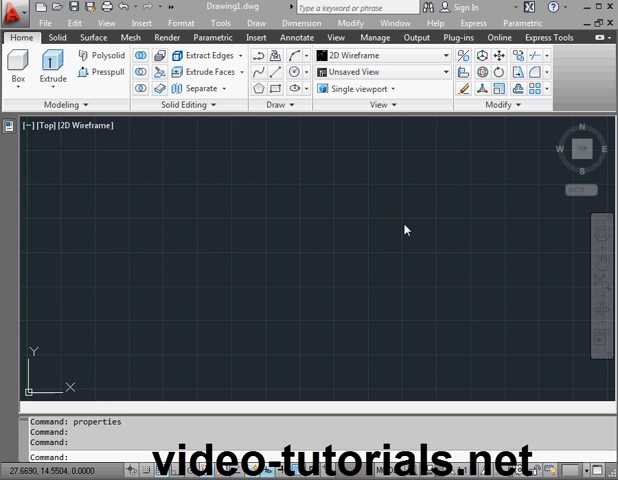 Drawing1.dwg
Type a keyword or phrase
Sign In
File Edit View Insert Format Tools Draw Dimension Modify Window Help Express Parametric
Home Solid Surface Mesh Render Parametric Insert Annotate View Manage Output Plug-ins Online Express Tools
Box
Extrude
Polysolid
Presspull
Extract Edges
Extrude Faces
Separate
2D Wireframe
Unsaved View
Single viewport
Modeling
Solid Editing
Draw
View
Modify
[−] [Top] [2D Wireframe]
N
W TOP E
S
WCS
Y
X
Command: properties
Command:
Command:
Command:
27.6690, 14.5504, 0.0000
video-tutorials.net